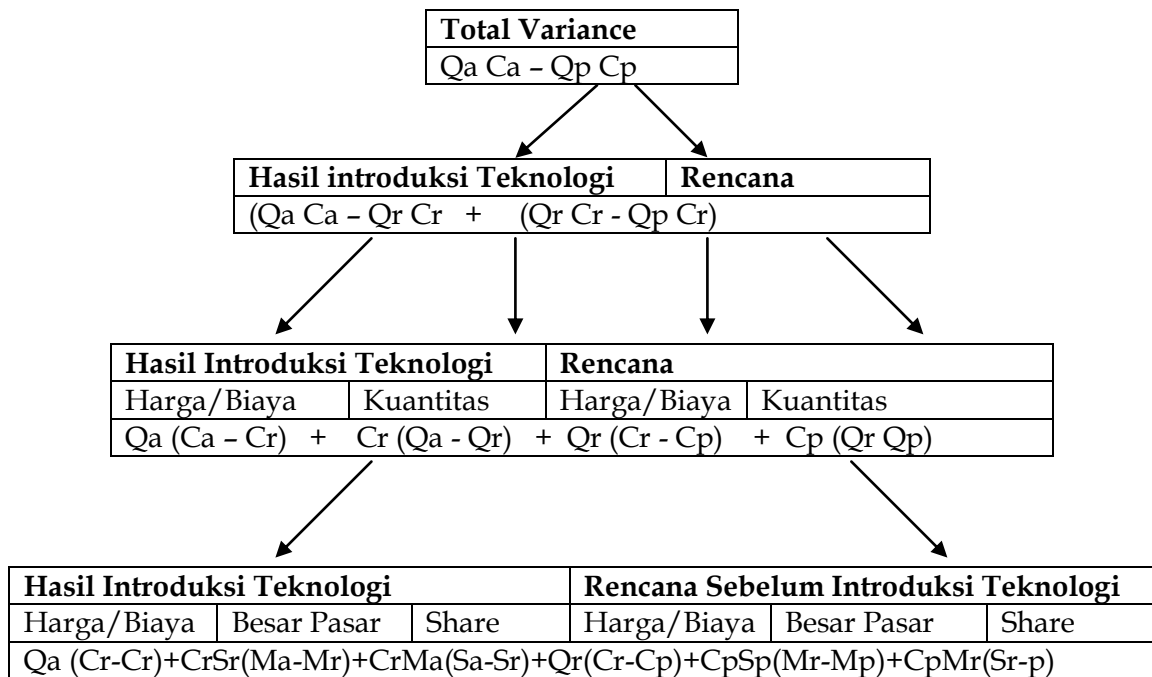 Total Variance
Qa Ca – Qp Cp
Hasil introduksi Teknologi Rencana
(Qa Ca – Qr Cr + (Qr Cr - Qp Cr)
Hasil Introduksi Teknologi Rencana
Harga/Biaya Kuantitas Harga/Biaya Kuantitas
Qa (Ca – Cr) + Cr (Qa - Qr) + Qr (Cr - Cp) + Cp (Qr Qp)
Hasil Introduksi Teknologi Rencana Sebelum Introduksi Teknologi
Harga/Biaya Besar Pasar Share Harga/Biaya Besar Pasar Share
Qa (Cr-Cr)+CrSr(Ma-Mr)+CrMa(Sa-Sr)+Qr(Cr-Cp)+CpSp(Mr-Mp)+CpMr(Sr-p)